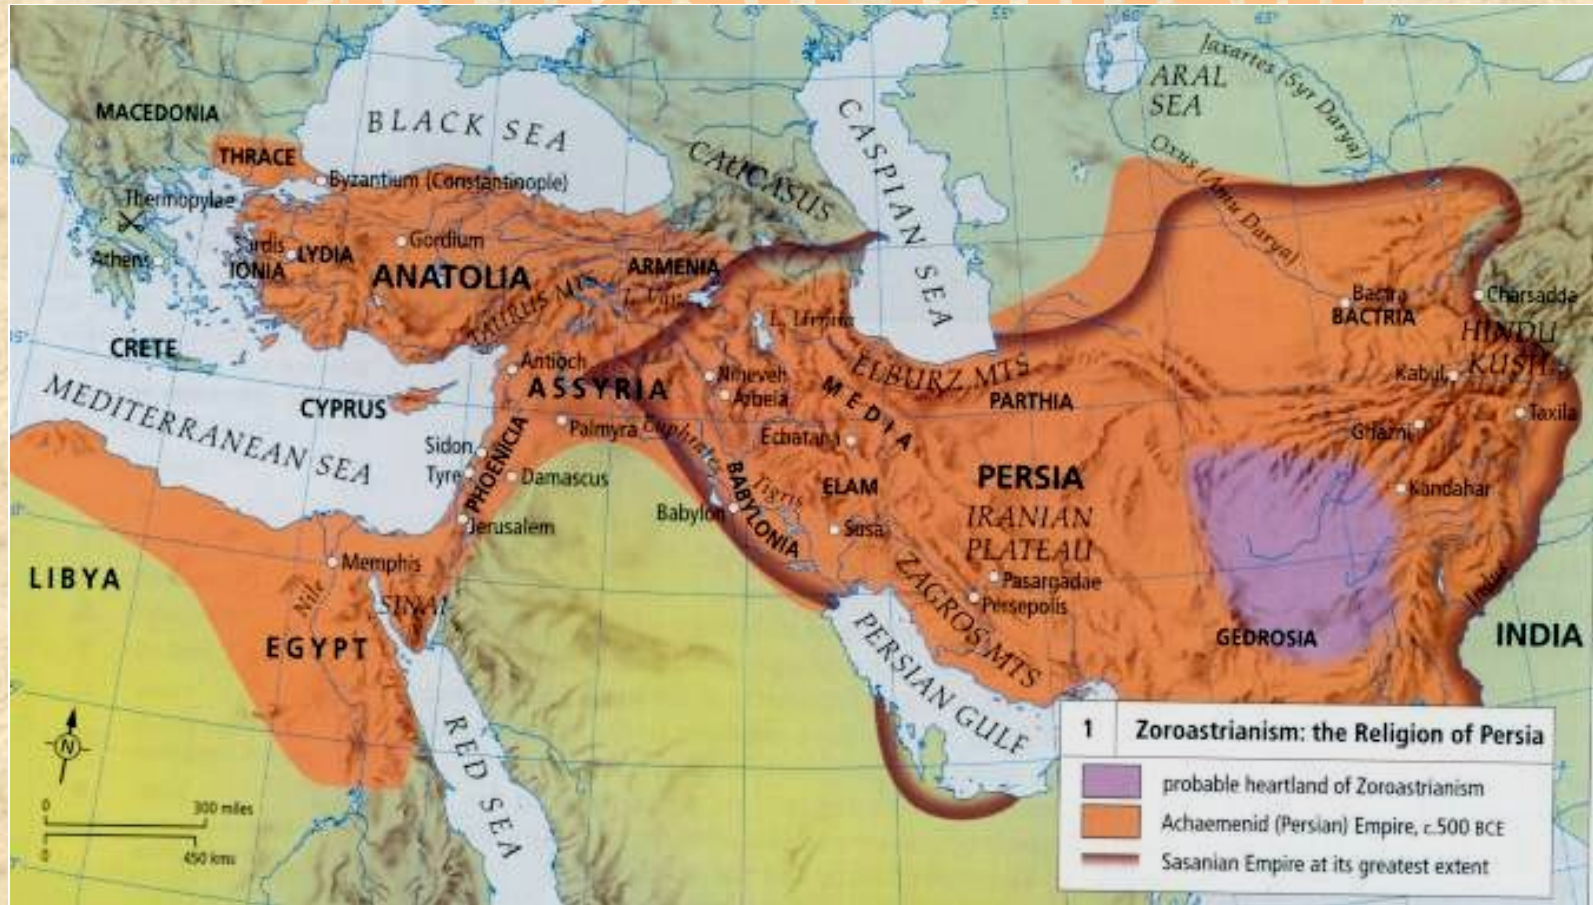 MACEDONIA
THRACE
BLACK SEA
Byzantium (Constantinople)
Thermopylae
Athens
Sardis
IONIA
LYDIA
Gordium
ANATOLIA
TAURUS MTS
ARMENIA
L. Van
CAUCASUS
CASPIAN SEA
ARAL
SEA
Jaxartes (Syr Darya)
Oxus (Amu Darya)
55°
60°
65°
70°
CRETE
CYPRUS
MEDITERRANEAN SEA
Antioch
ASSYRIA
Palmyra
Euphrates
Sidon
Tyre
PHOENICIA
Damascus
Jerusalem
L. Urmia
Nineveh
Arbela
MEDIA
Ecbatana
ELBURZ MTS
PARTHIA
Bactra
BACTRIA
Charsadda
HINDU
KUSH
Kabul
Taxila
Ghazni
Kandahar
Babylon
BABYLONIA
Tigris
ELAM
Susa
PERSIA
IRANIAN
PLATEAU
Pasargadae
Persepolis
ZAGROS MTS
PERSIAN GULF
GEDROSIA
Indus
INDIA
LIBYA
Memphis
Nile
SINAI
EGYPT
RED SEA
N
0
300 miles
0
450 kms
1
Zoroastrianism: the Religion of Persia
probable heartland of Zoroastrianism
Achaemenid (Persian) Empire, c.500 BCE
Sasanian Empire at its greatest extent